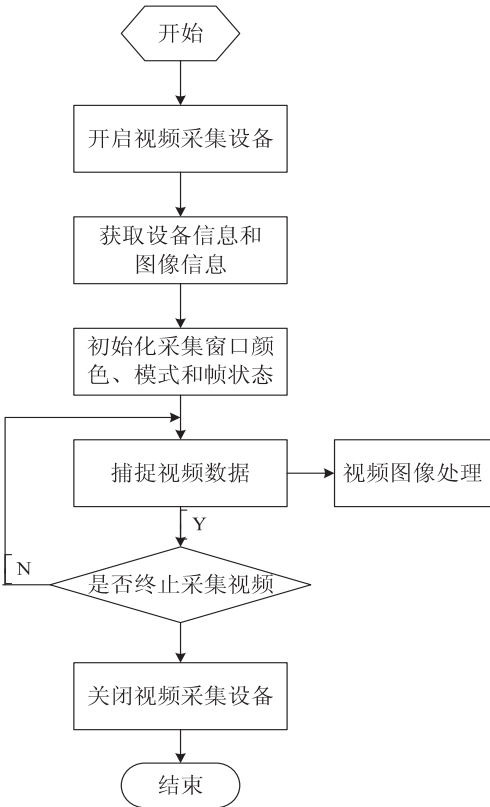 开始
开启视频采集设备
获取设备信息和
图像信息
初始化采集窗口颜
色、模式和帧状态
捕捉视频数据
视频图像处理
Y
N
是否终止采集视频
关闭视频采集设备
结束